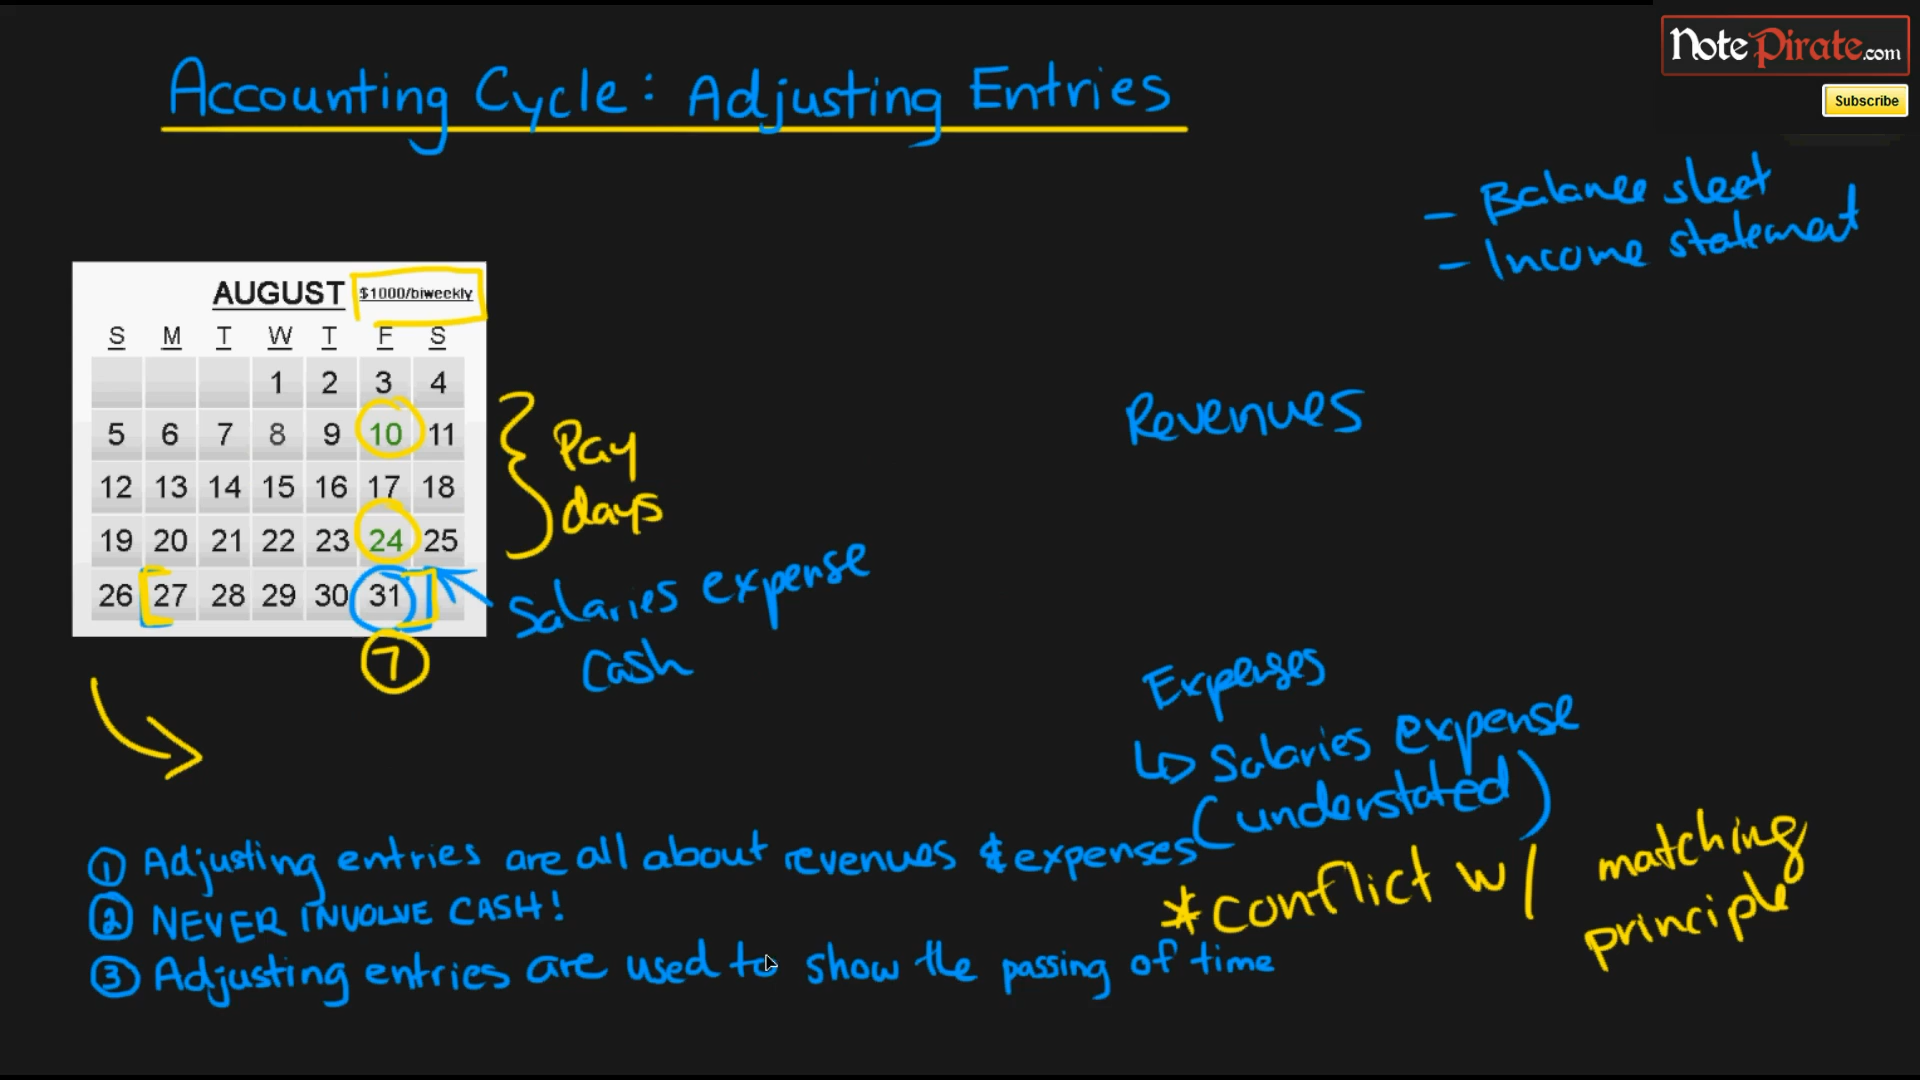 NotePirate.com
Subscribe
Accounting Cycle: Adjusting Entries
- Balance sheet
- Income statement
AUGUST $1000/biweekly
S M T W T F S
1 2 3 4
5 6 7 8 9 10 11
12 13 14 15 16 17 18
19 20 21 22 23 24 25
26 27 28 29 30 31
7
Pay
days
Salaries expense
Cash
Revenues
Expenses
↳ Salaries expense
(understated)
* Conflict w/ matching
principle
① Adjusting entries are all about revenues & expenses
② NEVER INVOLVE CASH!
③ Adjusting entries are used to show the passing of time